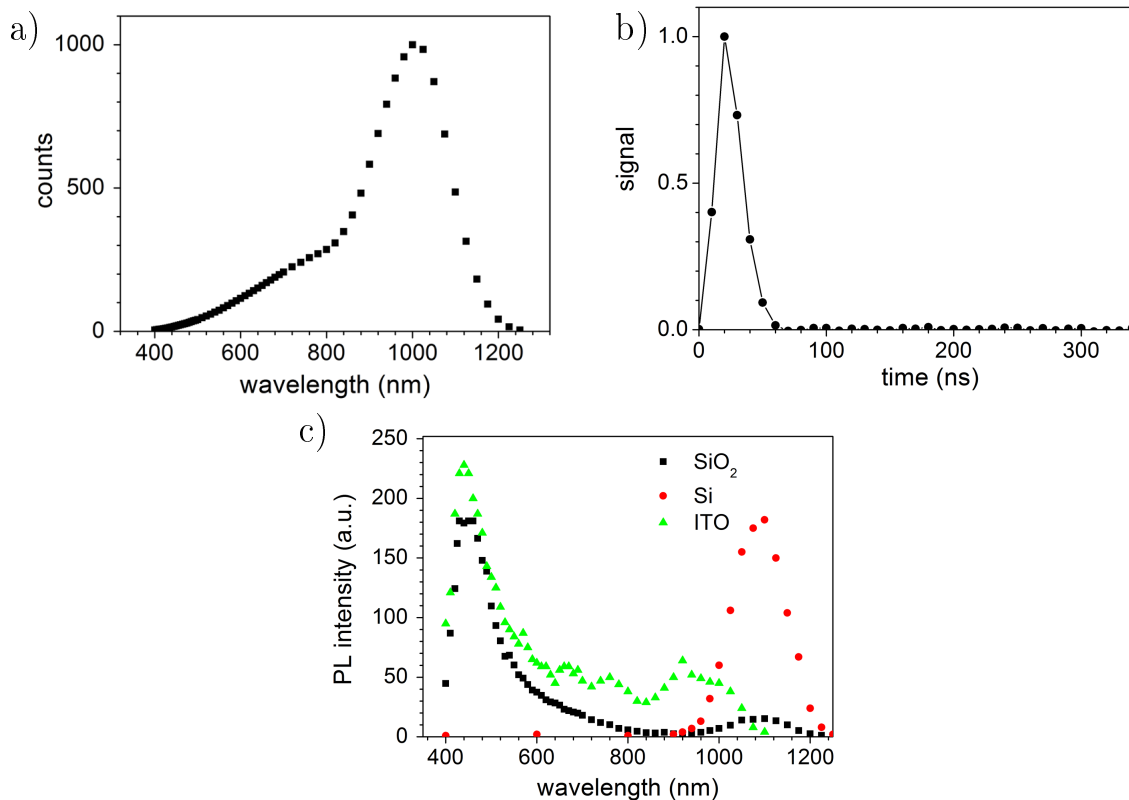 a)
counts
1000
500
0
400 600 800 1000 1200
wavelength (nm)
b)
signal
1.0
0.5
0.0
0 100 200 300
time (ns)
c)
PL intensity (a.u.)
250
200
150
100
50
0
400 600 800 1000 1200
wavelength (nm)
SiO₂
Si
ITO